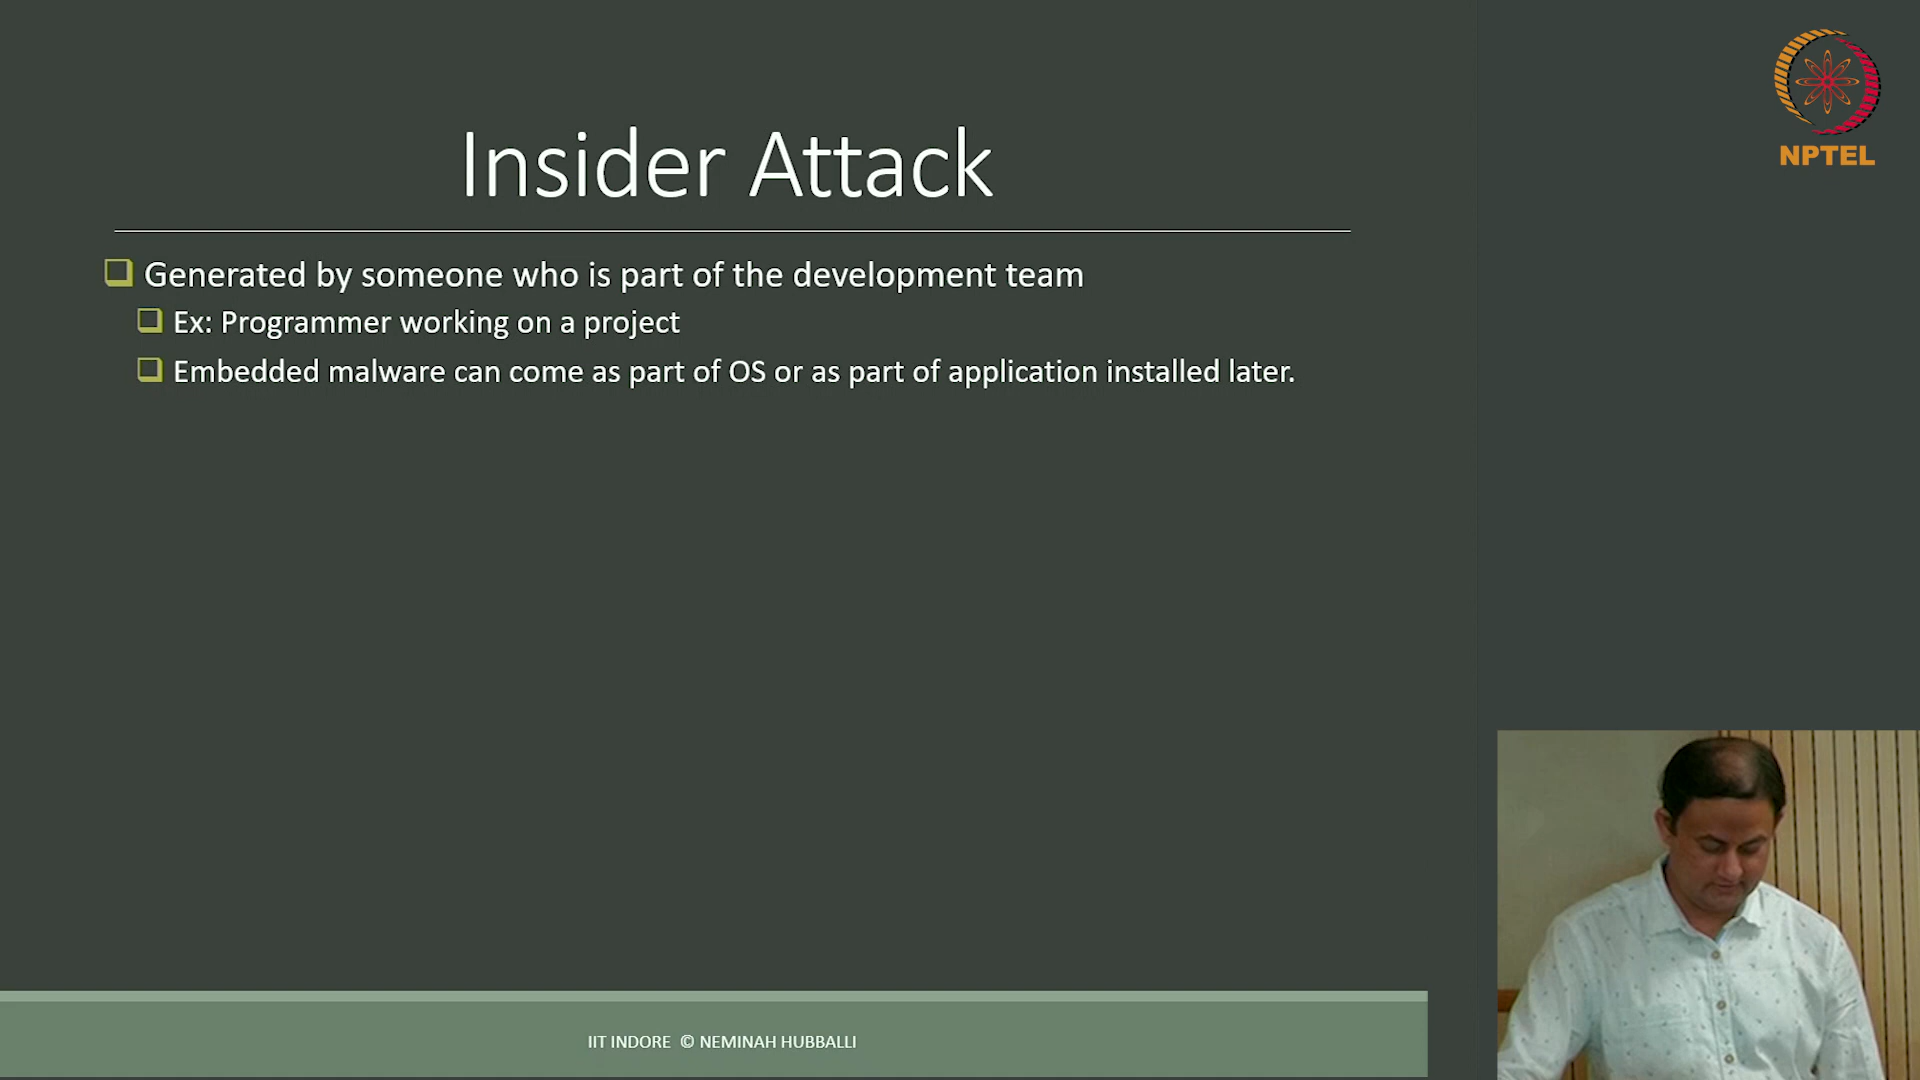 NPTEL
Insider Attack
Generated by someone who is part of the development team
Ex: Programmer working on a project
Embedded malware can come as part of OS or as part of application installed later.
IIT INDORE © NEMINAH HUBBALLI